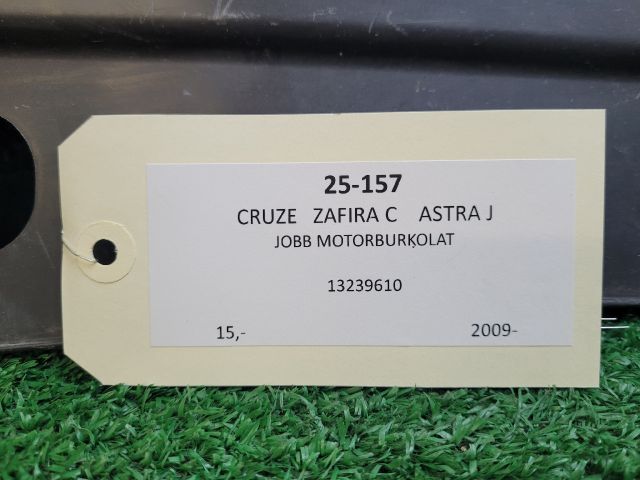 25-157
CRUZE ZAFIRA C ASTRA J
JOBB MOTORBURKOLAT
13239610
15,- 2009-